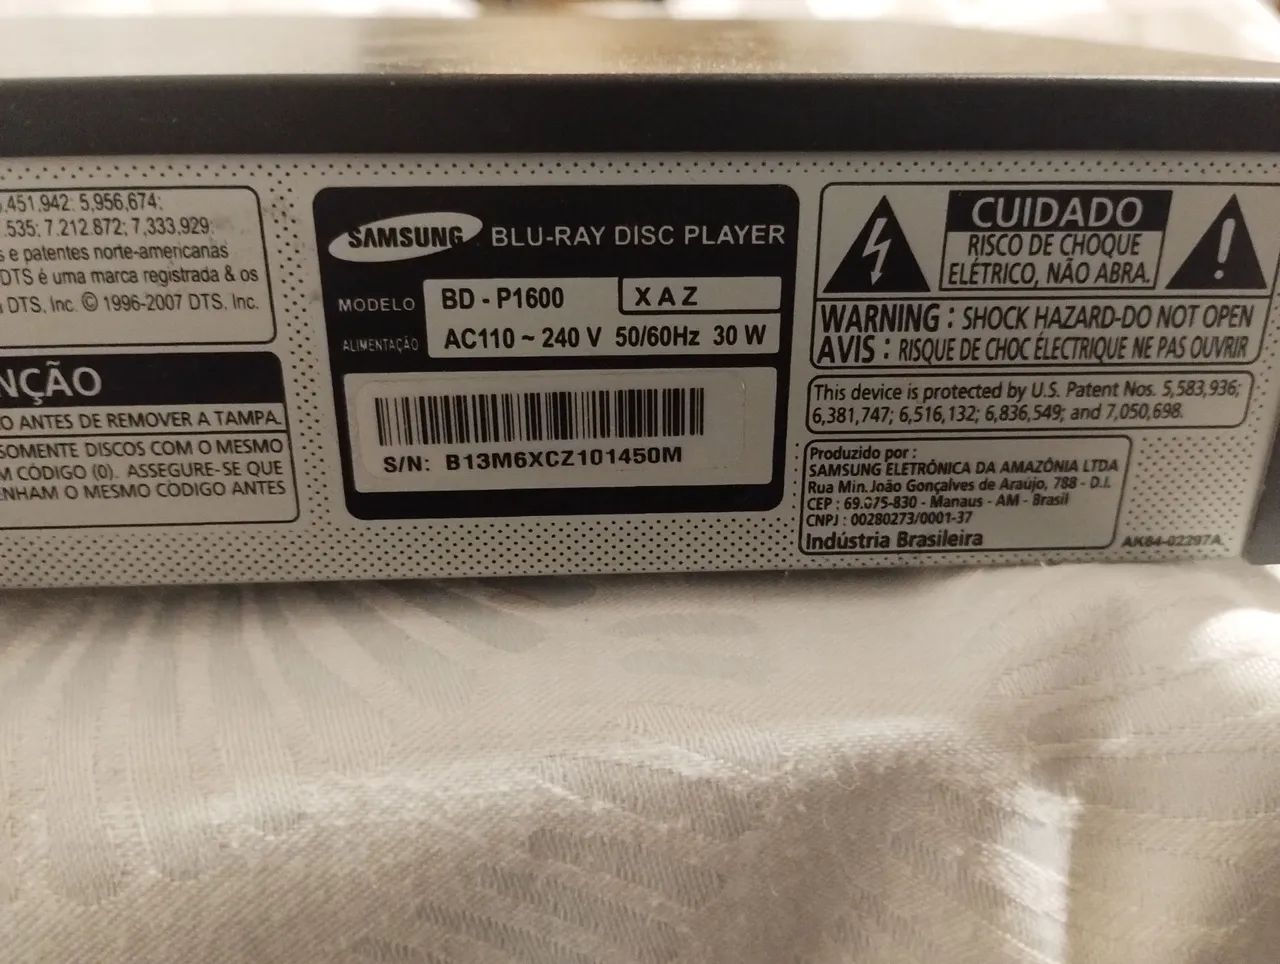 451,942; 5,956,674;
535; 7.212.872; 7,333,929;
s e patentes norte-americanas
DTS é uma marca registrada & os
DTS, Inc. © 1996-2007 DTS, Inc.
NÇÃO
O ANTES DE REMOVER A TAMPA.
SOMENTE DISCOS COM O MESMO
M CÓDIGO (0). ASSEGURE-SE QUE
ENHAM O MESMO CÓDIGO ANTES
SAMSUNG BLU-RAY DISC PLAYER
MODELO BD - P1600 XAZ
ALIMENTAÇÃO AC110 ~ 240 V 50/60Hz 30 W
S/N: B13M6XCZ101450M
CUIDADO
RISCO DE CHOQUE
ELÉTRICO, NÃO ABRA.
WARNING : SHOCK HAZARD-DO NOT OPEN
AVIS : RISQUE DE CHOC ÉLECTRIQUE NE PAS OUVRIR
This device is protected by U.S. Patent Nos. 5,583,936;
6,381,747; 6,516,132; 6,836,549; and 7,050,698.
Produzido por :
SAMSUNG ELETRÔNICA DA AMAZÔNIA LTDA
Rua Min. João Gonçalves de Araújo, 788 - D.I.
CEP : 69.075-830 - Manaus - AM - Brasil
CNPJ : 00280273/0001-37
Indústria Brasileira
AK64-02297A